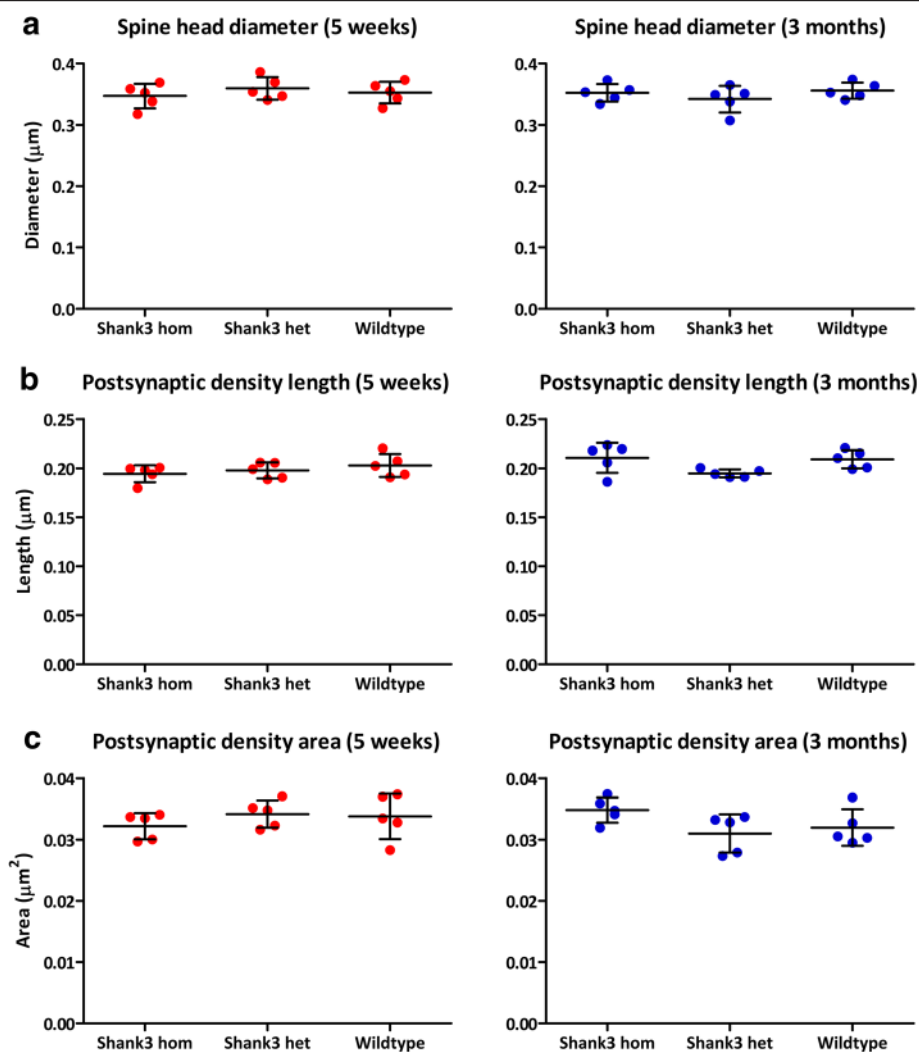 a
Spine head diameter (5 weeks)
Diameter (μm)
0.4
0.3
0.2
0.1
0.0
Shank3 hom Shank3 het Wildtype
Spine head diameter (3 months)
0.4
0.3
0.2
0.1
0.0
Shank3 hom Shank3 het Wildtype
b
Postsynaptic density length (5 weeks)
Length (μm)
0.25
0.20
0.15
0.10
0.05
0.00
Shank3 hom Shank3 het Wildtype
Postsynaptic density length (3 months)
0.25
0.20
0.15
0.10
0.05
0.00
Shank3 hom Shank3 het Wildtype
c
Postsynaptic density area (5 weeks)
Area (μm²)
0.04
0.03
0.02
0.01
0.00
Shank3 hom Shank3 het Wildtype
Postsynaptic density area (3 months)
0.04
0.03
0.02
0.01
0.00
Shank3 hom Shank3 het Wildtype